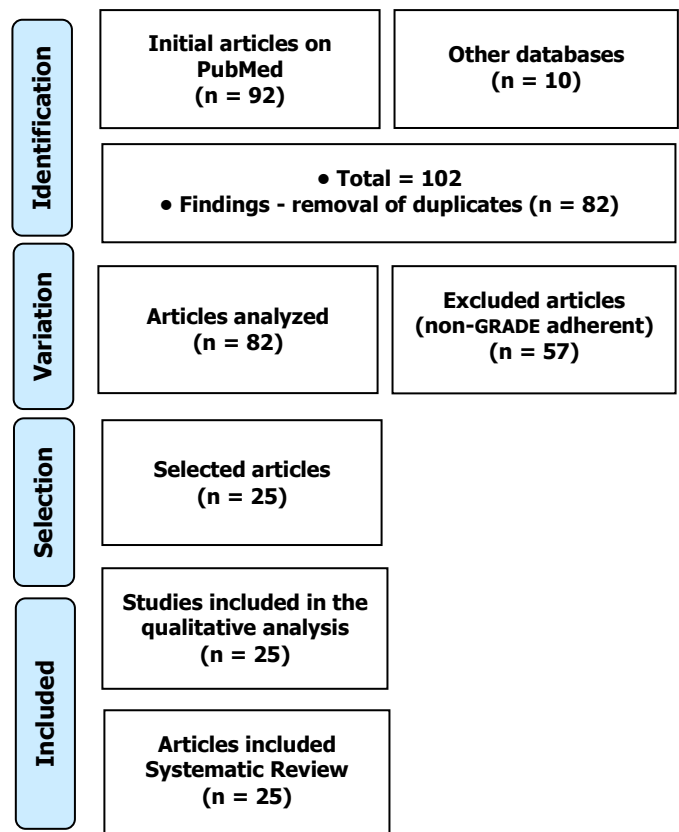 Identification
Initial articles on
PubMed
(n = 92)
Other databases
(n = 10)
• Total = 102
• Findings - removal of duplicates (n = 82)
Variation
Articles analyzed
(n = 82)
Excluded articles
(non-GRADE adherent)
(n = 57)
Selection
Selected articles
(n = 25)
Included
Studies included in the
qualitative analysis
(n = 25)
Articles included
Systematic Review
(n = 25)